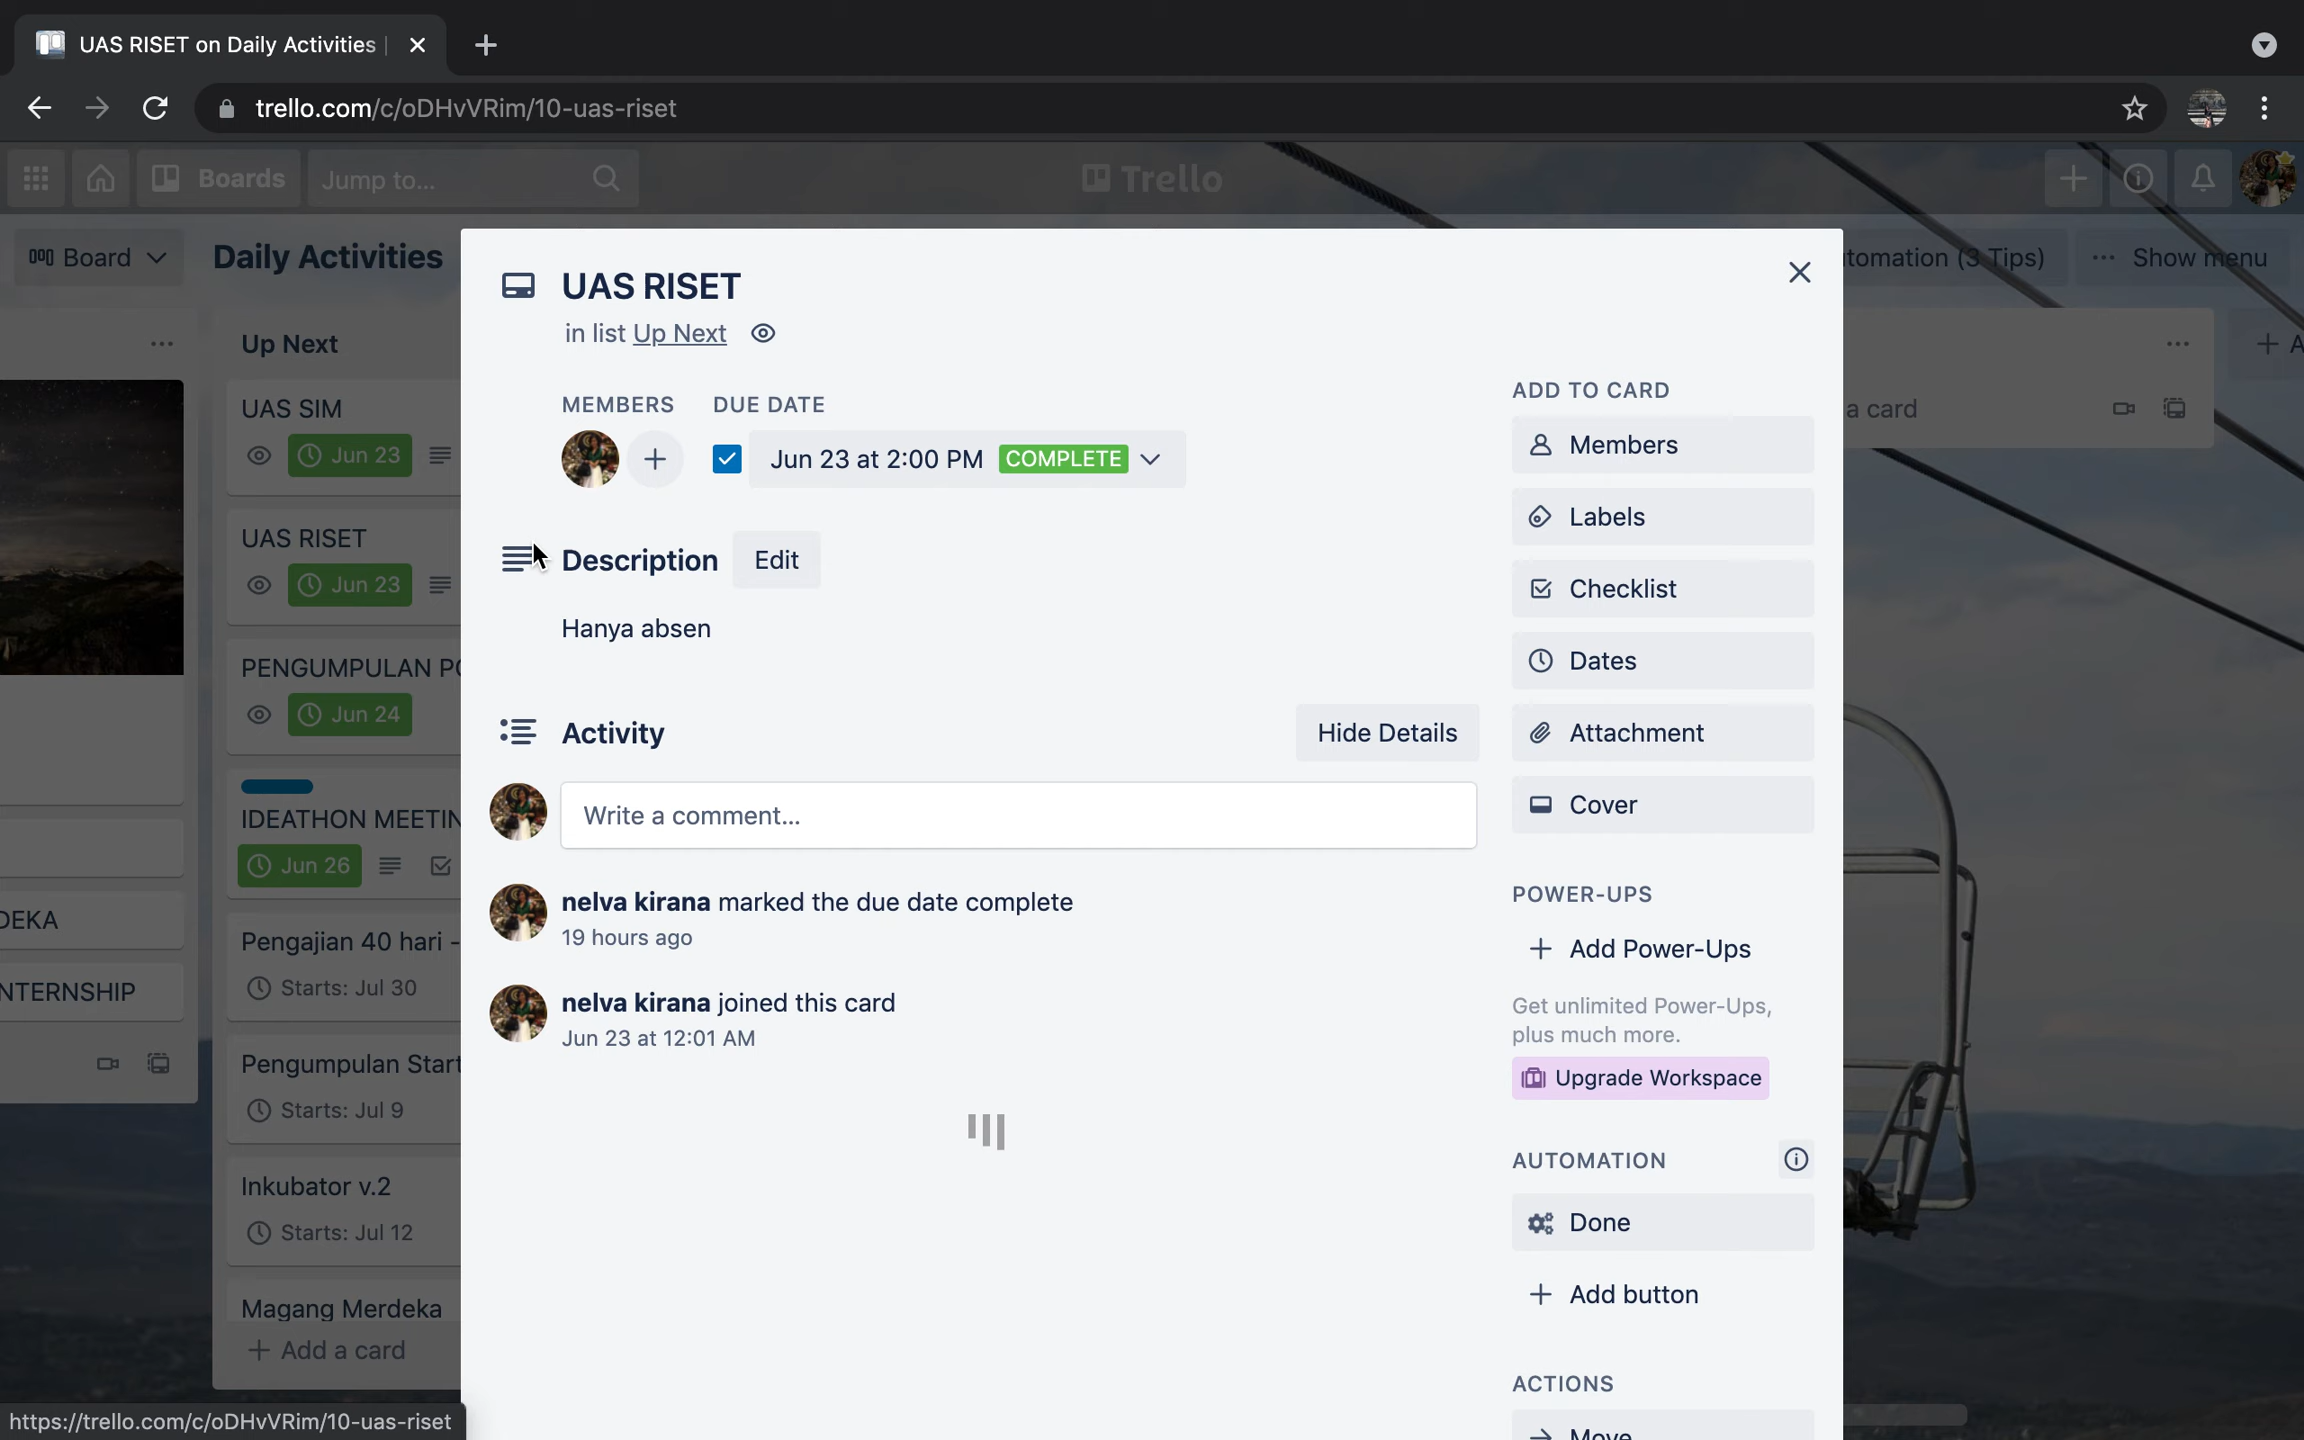 UAS RISET on Daily Activities |
trello.com/c/oDHvVRim/10-uas-riset
Boards
Jump to...
Trello
Board
Daily Activities
tomation (3 Tips)
Show menu
Up Next
UAS SIM
Jun 23
UAS RISET
Jun 23
PENGUMPULAN PO
Jun 24
IDEATHON MEETIN
Jun 26
Pengajian 40 hari -
Starts: Jul 30
Pengumpulan Start
Starts: Jul 9
Inkubator v.2
Starts: Jul 12
Magang Merdeka
+ Add a card
DEKA
NTERNSHIP
a card
+ A
UAS RISET
in list Up Next
MEMBERS
DUE DATE
Jun 23 at 2:00 PM COMPLETE
Description
Edit
Hanya absen
Activity
Hide Details
Write a comment...
nelva kirana marked the due date complete
19 hours ago
nelva kirana joined this card
Jun 23 at 12:01 AM
ADD TO CARD
Members
Labels
Checklist
Dates
Attachment
Cover
POWER-UPS
+ Add Power-Ups
Get unlimited Power-Ups,
plus much more.
Upgrade Workspace
AUTOMATION
Done
+ Add button
ACTIONS
Move
https://trello.com/c/oDHvVRim/10-uas-riset